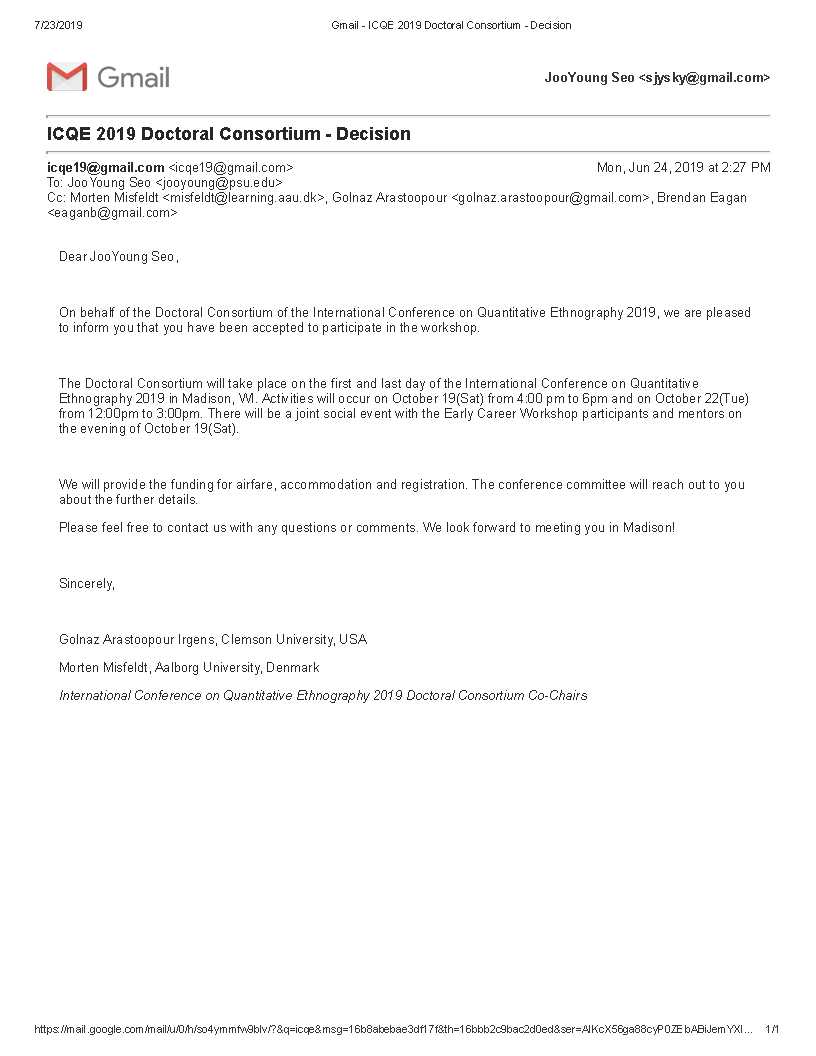 7/23/2019 Gmail - ICQE 2019 Doctoral Consortium - Decision
Gmail JooYoung Seo <sjysky@gmail.com>
ICQE 2019 Doctoral Consortium - Decision
icqe19@gmail.com <icqe19@gmail.com> Mon, Jun 24, 2019 at 2:27 PM
To: JooYoung Seo <jooyoung@psu.edu>
Cc: Morten Misfeldt <misfeldt@learning.aau.dk>, Golnaz Arastoopour <golnaz.arastoopour@gmail.com>, Brendan Eagan
<eaganb@gmail.com>
Dear JooYoung Seo,
On behalf of the Doctoral Consortium of the International Conference on Quantitative Ethnography 2019, we are pleased
to inform you that you have been accepted to participate in the workshop.
The Doctoral Consortium will take place on the first and last day of the International Conference on Quantitative
Ethnography 2019 in Madison, WI. Activities will occur on October 19(Sat) from 4:00 pm to 6pm and on October 22(Tue)
from 12:00pm to 3:00pm. There will be a joint social event with the Early Career Workshop participants and mentors on
the evening of October 19(Sat).
We will provide the funding for airfare, accommodation and registration. The conference committee will reach out to you
about the further details.
Please feel free to contact us with any questions or comments. We look forward to meeting you in Madison!
Sincerely,
Golnaz Arastoopour Irgens, Clemson University, USA
Morten Misfeldt, Aalborg University, Denmark
International Conference on Quantitative Ethnography 2019 Doctoral Consortium Co-Chairs
https://mail.google.com/mail/u/0/h/so4ymmfw9blv/?&q=icqe&msg=16b8abebae3df17f&th=16bbb2c9bac2d0ed&ser=AIKcX56ga88cyP0ZEbABiJemYXI... 1/1